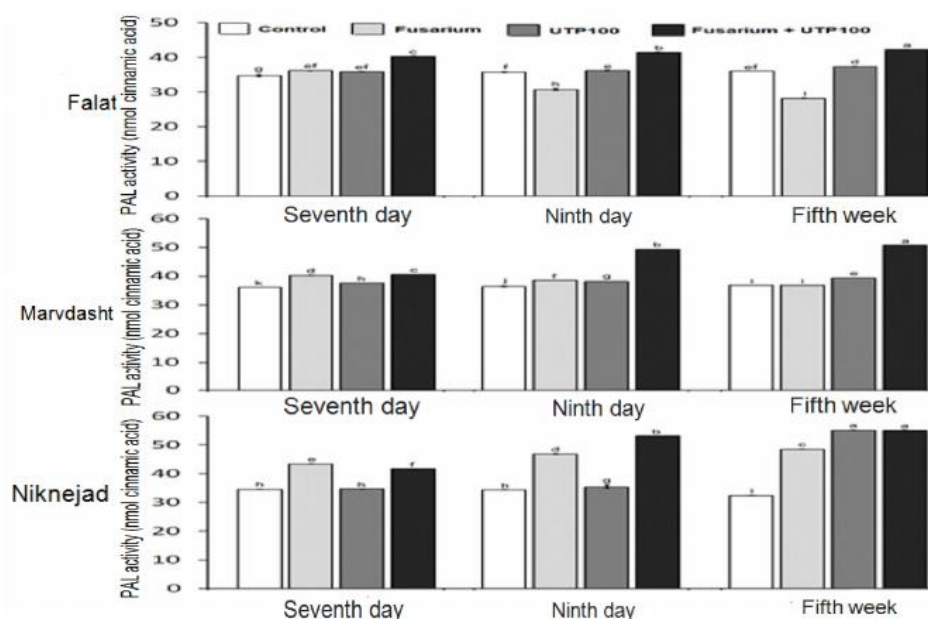 50
Control Fusarium UTP100 Fusarium + UTP100
PAL activity (nmol cinnamic acid)
Falat
40
30
20
10
0
g ef ef c
f h e b
ef i d a
Seventh day Ninth day Fifth week
PAL activity (nmol cinnamic acid)
Marvdasht
60
50
40
30
20
10
0
k d h c
j f g b
i i e a
Seventh day Ninth day Fifth week
PAL activity (nmol cinnamic acid)
Niknejad
60
50
40
30
20
10
0
h e h f
h d g b
i c a a
Seventh day Ninth day Fifth week